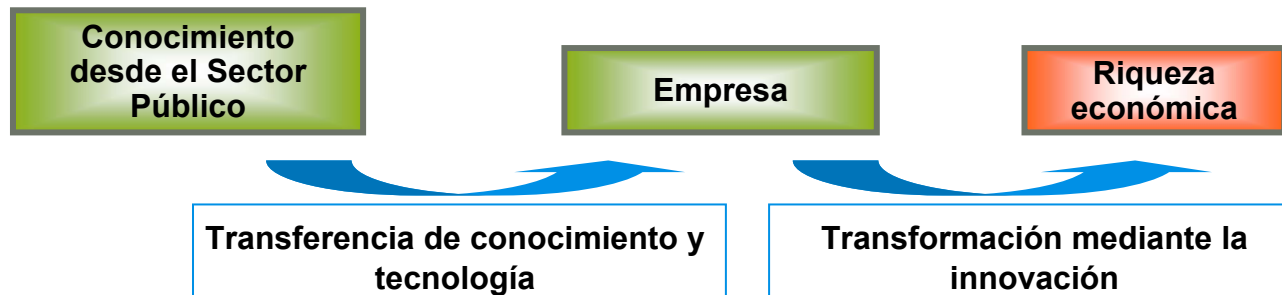 Conocimiento
desde el Sector
Público
Empresa
Riqueza
económica
Transferencia de conocimiento y
tecnología
Transformación mediante la
innovación